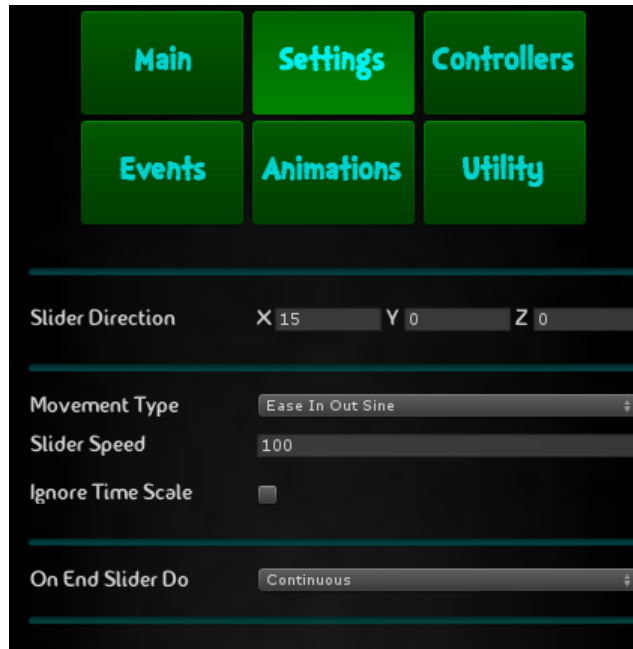 Main Settings Controllers
Events Animations Utility
Slider Direction X 15 Y 0 Z 0
Movement Type Ease In Out Sine
Slider Speed 100
Ignore Time Scale
On End Slider Do Continuous